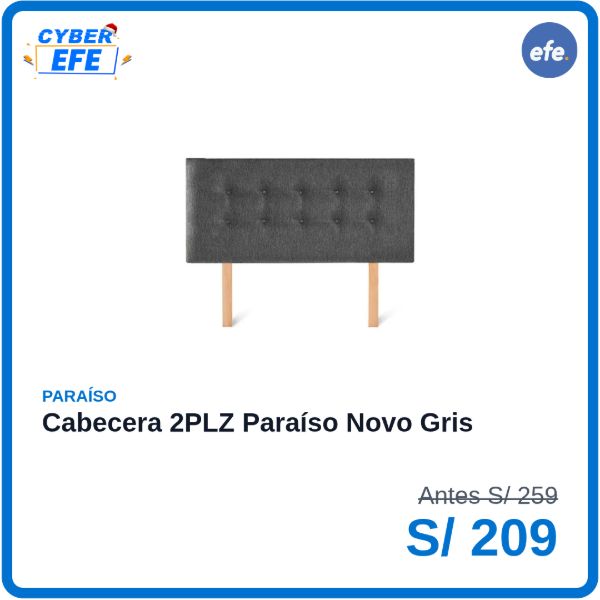 CYBER
EFE
efe.
PARAÍSO
Cabecera 2PLZ Paraíso Novo Gris
Antes S/ 259
S/ 209